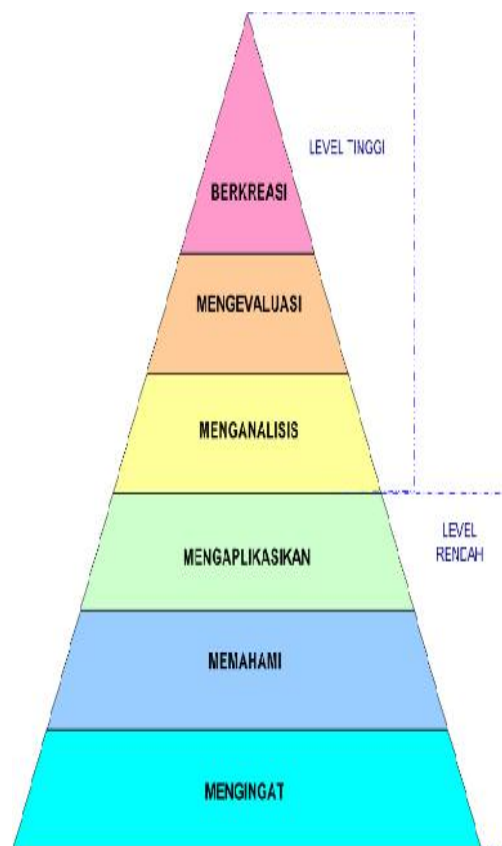 LEVEL TINGGI
BERKREASI
MENGEVALUASI
MENGANALISIS
LEVEL
RENDAH
MENGAPLIKASIKAN
MEMAHAMI
MENGINGAT